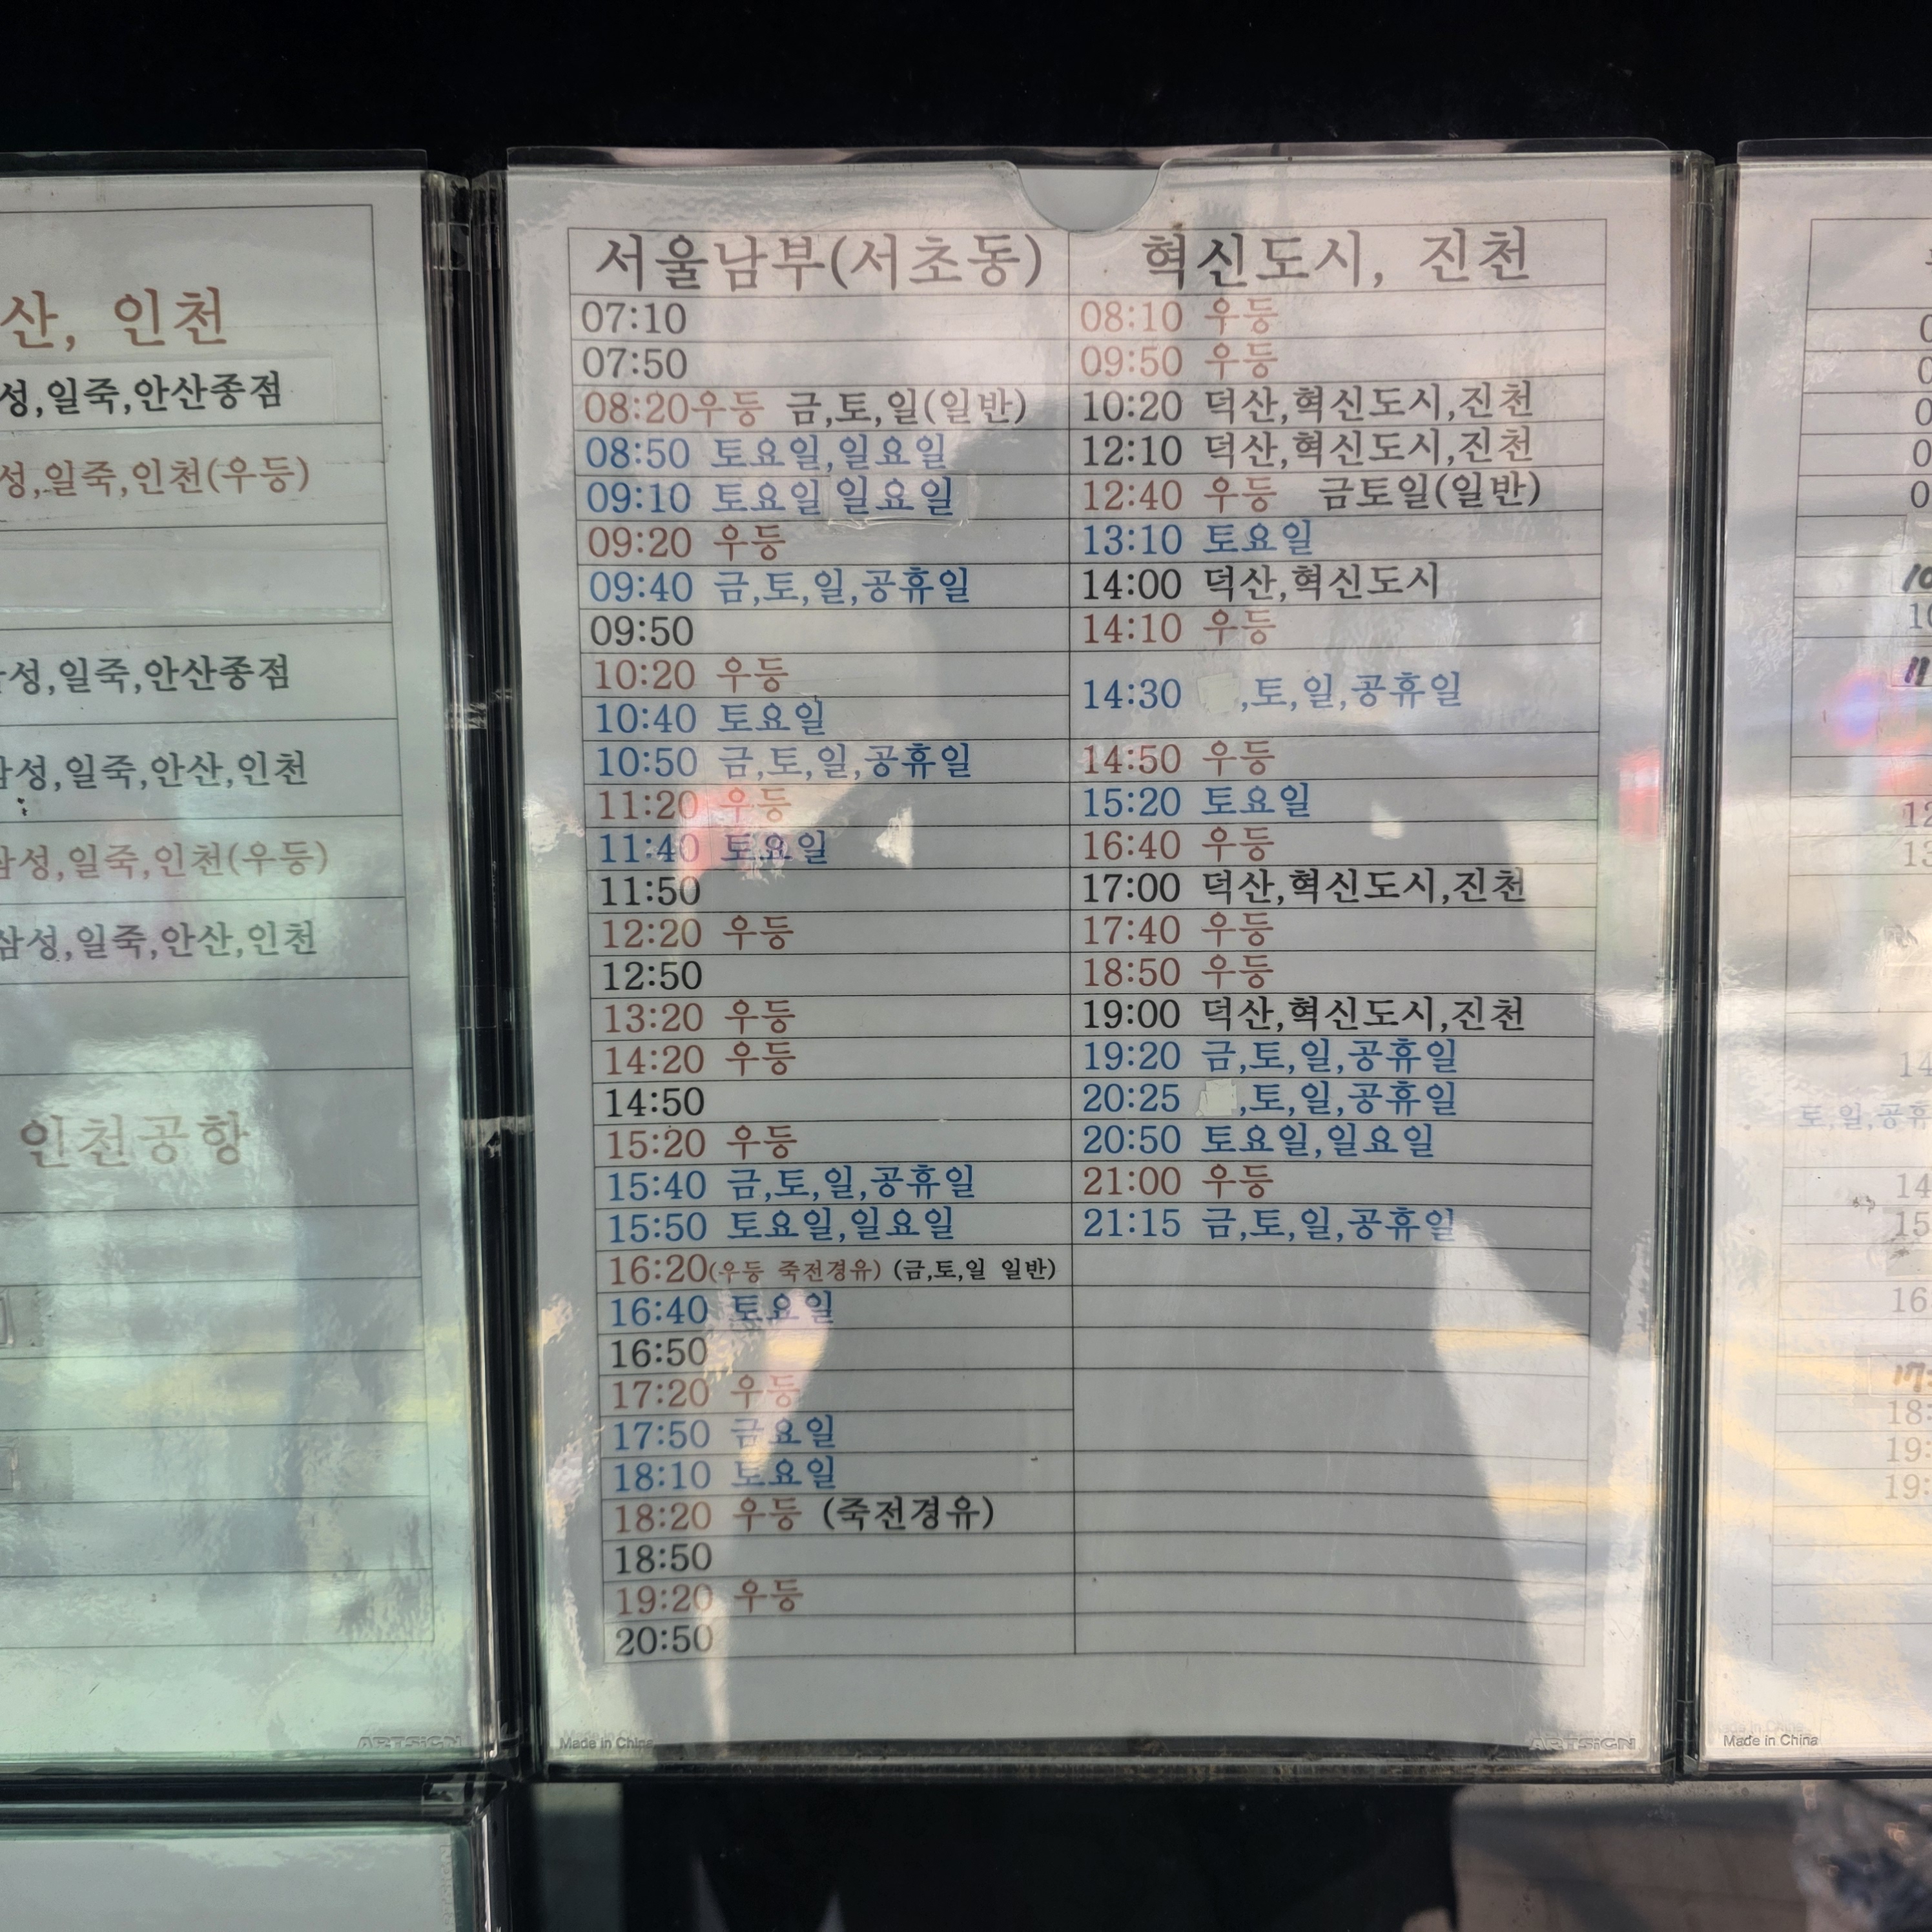 산, 인천
성,일죽,안산종점
성,일죽,인천(우등)
성,일죽,안산종점
삼성,일죽,안산,인천
삼성,일죽,인천(우등)
삼성,일죽,안산,인천
인천공항
ARTSIGN
서울남부(서초동)
07:10
07:50
08:20우등 금,토,일(일반)
08:50 토요일,일요일
09:10 토요일 일요일
09:20 우등
09:40 금,토,일,공휴일
09:50
10:20 우등
10:40 토요일
10:50 금,토,일,공휴일
11:20 우등
11:40 토요일
11:50
12:20 우등
12:50
13:20 우등
14:20 우등
14:50
15:20 우등
15:40 금,토,일,공휴일
15:50 토요일,일요일
16:20(우등 죽전경유) (금,토,일 일반)
16:40 토요일
16:50
17:20 우등
17:50 금요일
18:10 토요일
18:20 우등 (죽전경유)
18:50
19:20 우등
20:50
혁신도시, 진천
08:10 우등
09:50 우등
10:20 덕산,혁신도시,진천
12:10 덕산,혁신도시,진천
12:40 우등 금토일(일반)
13:10 토요일
14:00 덕산,혁신도시
14:10 우등
14:30 ,토,일,공휴일
14:50 우등
15:20 토요일
16:40 우등
17:00 덕산,혁신도시,진천
17:40 우등
18:50 우등
19:00 덕산,혁신도시,진천
19:20 금,토,일,공휴일
20:25 ,토,일,공휴일
20:50 토요일,일요일
21:00 우등
21:15 금,토,일,공휴일
Made in China
ARTSIGN
10
11
12
13
14
토,일,공휴
14
15
16
17:
18:
19:
19:
Made in China